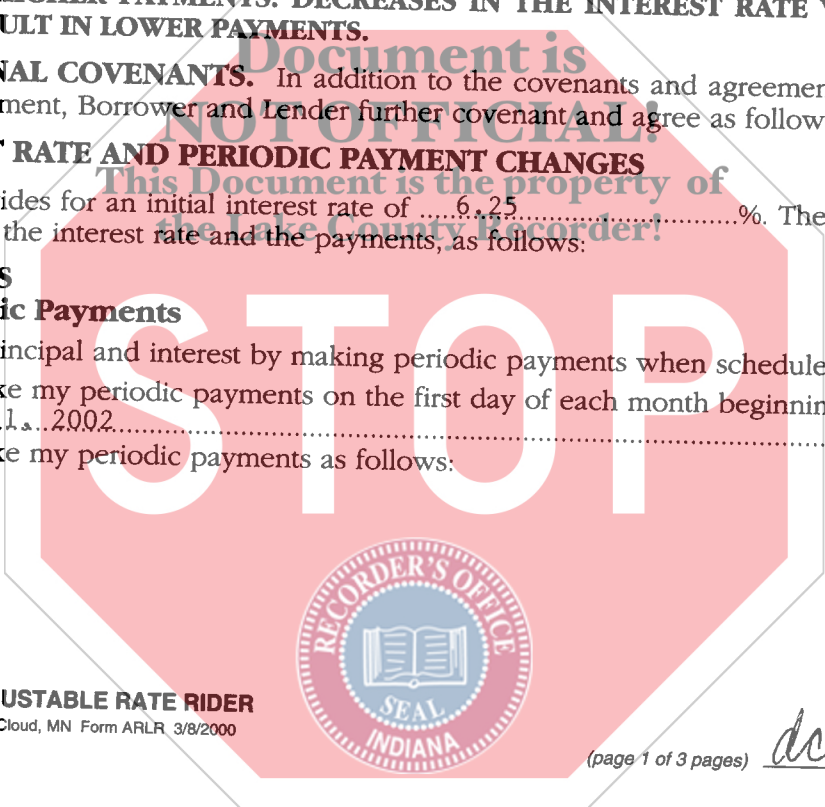 HIGHER PAYMENTS. DECREASES IN THE INTEREST RATE
ULT IN LOWER PAYMENTS.
Document is
NAL COVENANTS. In addition to the covenants and agreemen
ment, Borrower and Lender further covenant and agree as follow
NOT OFFICIAL!
RATE AND PERIODIC PAYMENT CHANGES
This Document is the property of
ides for an initial interest rate of .....6.25.....%. The
the Lake County Recorder!
the interest rate and the payments, as follows:
S
ic Payments
STOP
incipal and interest by making periodic payments when schedule
ke my periodic payments on the first day of each month beginnin
1, 2002
ke my periodic payments as follows:
RECORDER'S OFFICE
SEAL
INDIANA
USTABLE RATE RIDER
Cloud, MN Form ARLR 3/8/2000
(page 1 of 3 pages) dc